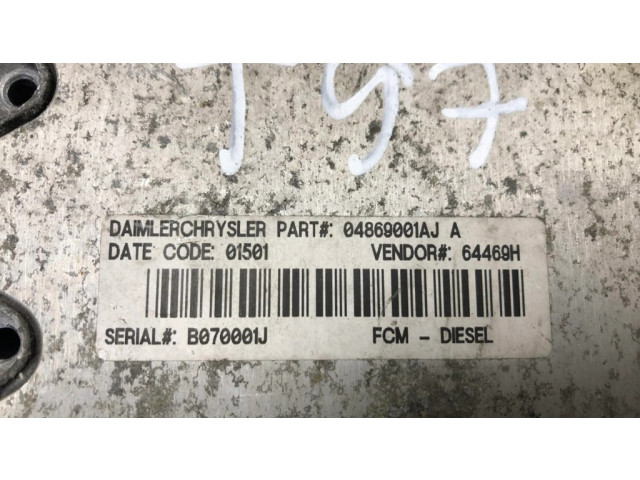 DAIMLERCHRYSLER PART#: 04869001AJ A
DATE CODE: 01501 VENDOR#: 64469H
SERIAL#: B070001J FCM - DIESEL